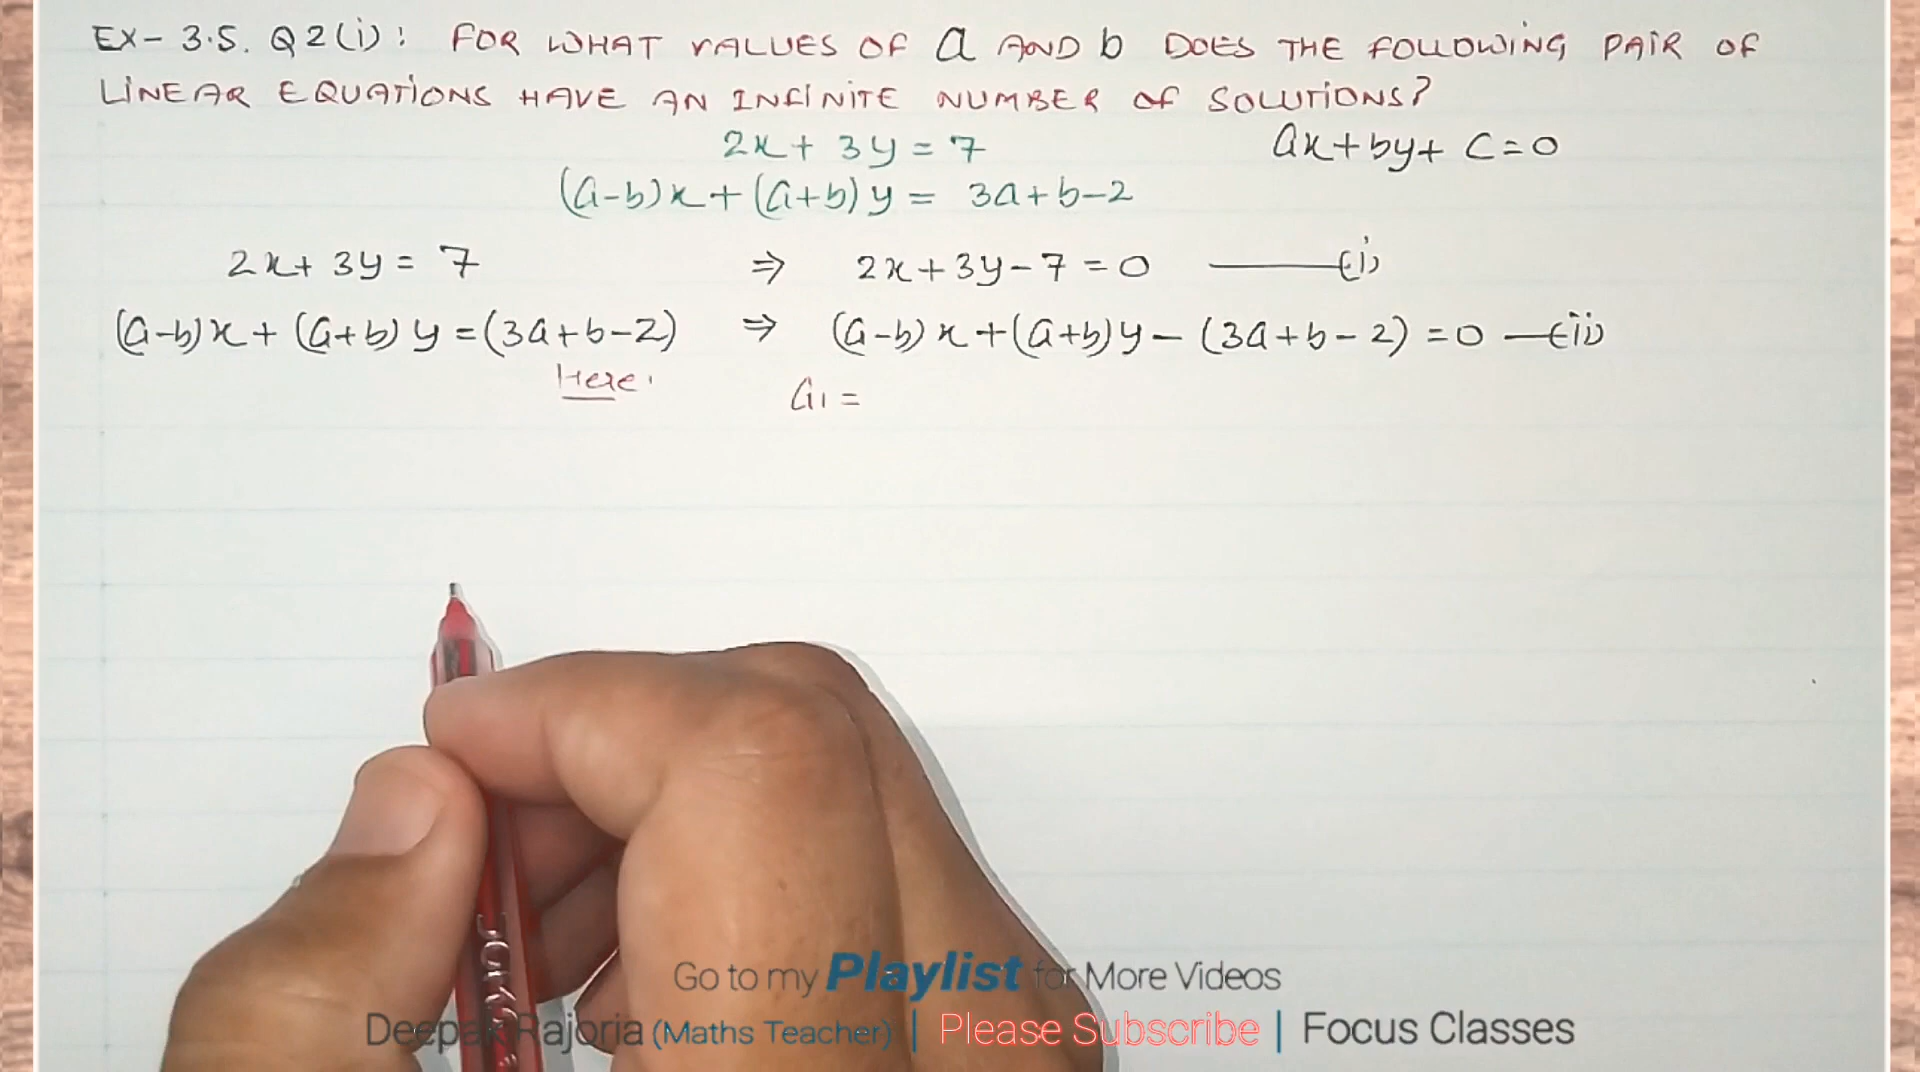 EX- 3.5. Q2(i): FOR WHAT VALUES OF a AND b DOES THE FOLLOWING PAIR OF
LINEAR EQUATIONS HAVE AN INFINITE NUMBER OF SOLUTIONS?
2x+ 3y = 7 ax+by+ c=0
(a-b)x+(a+b)y = 3a+b-2
2x+ 3y = 7 ⇒ 2x+3y-7=0 ——(i)
(a-b)x+(a+b)y=(3a+b-2) ⇒ (a-b)x+(a+b)y-(3a+b-2)=0 —(ii)
Here, a₁ =
Go to my Playlist for More Videos
Deepak Rajoria (Maths Teacher) | Please Subscribe | Focus Classes